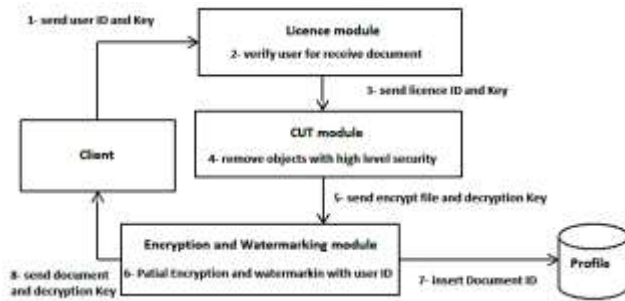 1- send user ID and Key
Licence module
2- verify user for receive document
3- send licence ID and Key
CUT module
4- remove objects with high level security
Client
5- send encrypt file and decryption Key
Encryption and Watermarking module
6- Patial Encryption and watermarkin with user ID
8- send document
and decryption Key
7- insert Document ID
Profile